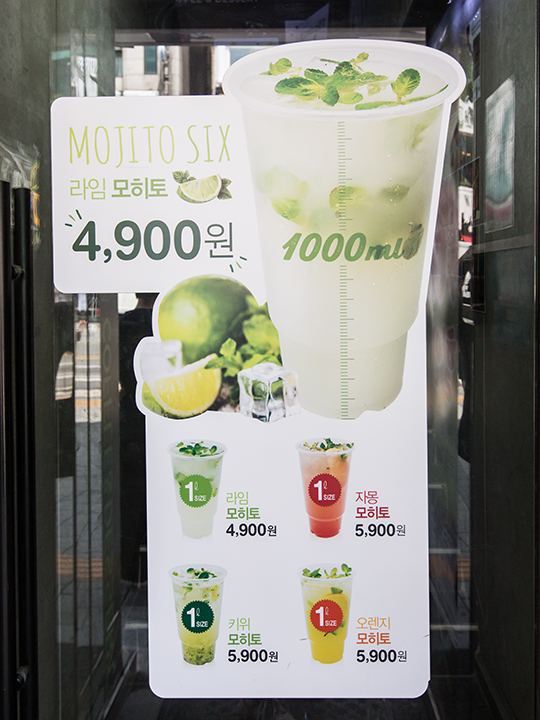 MOJITO SIX
라임 모히토
4,900원
1000ml
1ℓ
SIZE
라임
모히토
4,900원
1ℓ
SIZE
자몽
모히토
5,900원
1ℓ
SIZE
키위
모히토
5,900원
1ℓ
SIZE
오렌지
모히토
5,900원